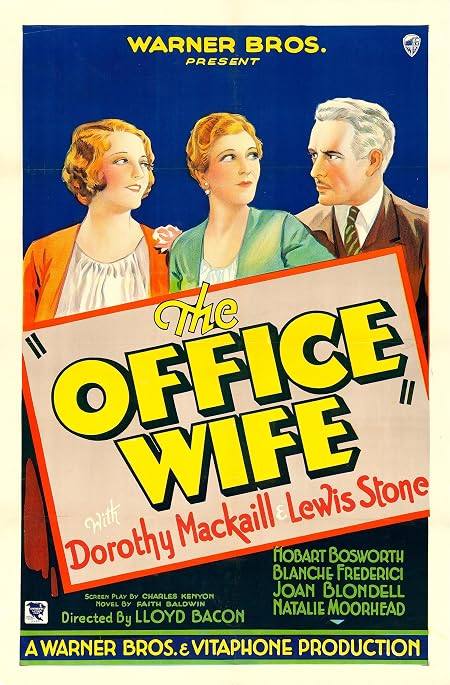 WARNER BROS.
PRESENT
"The
OFFICE
WIFE"
With
Dorothy Mackaill & Lewis Stone
HOBART BOSWORTH
BLANCHE FREDERICI
JOAN BLONDELL
NATALIE MOORHEAD
SCREEN PLAY BY CHARLES KENYON
NOVEL BY FAITH BALDWIN
Directed By LLOYD BACON
A WARNER BROS. & VITAPHONE PRODUCTION